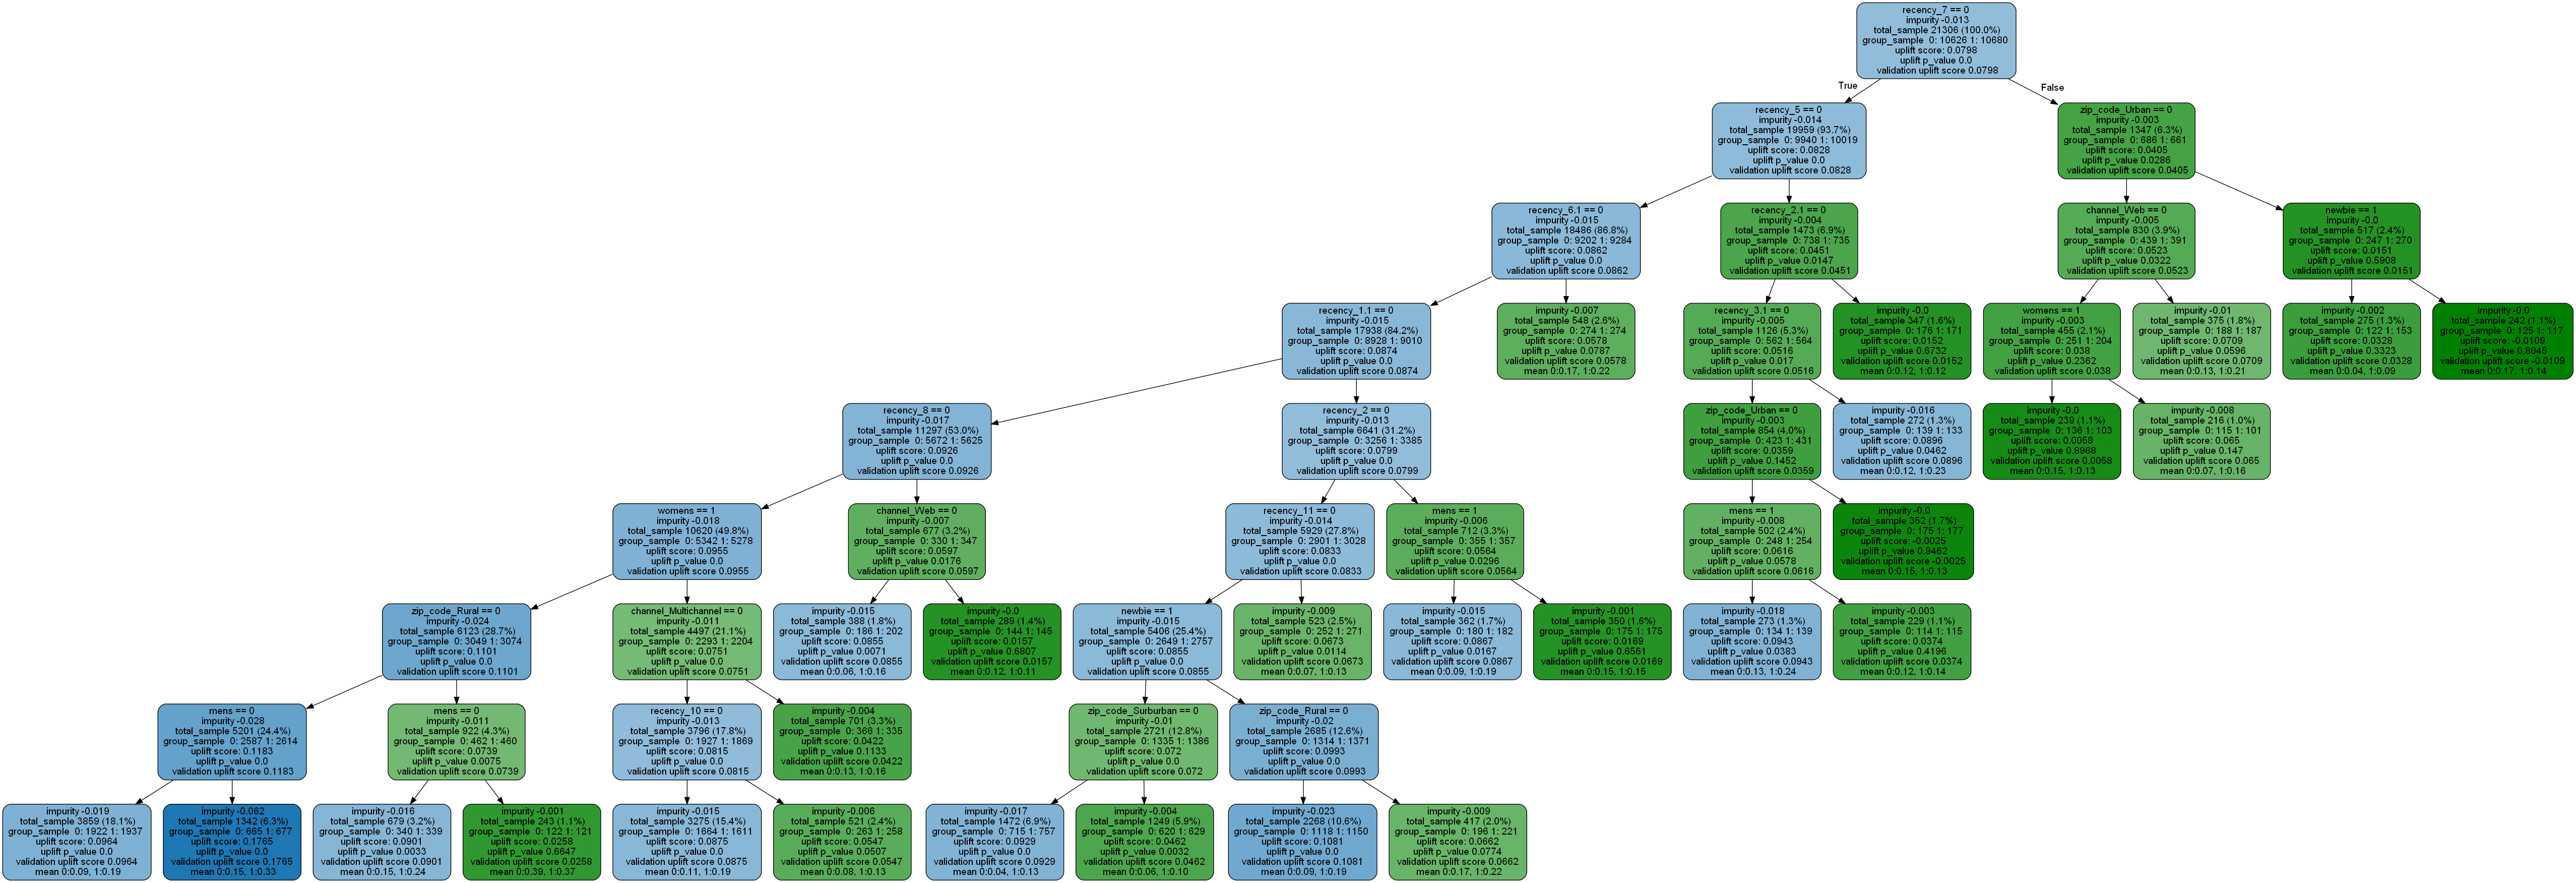 recency_7 == 0
impurity -0.013
total_sample 21306 (100.0%)
group_sample 0: 10626 1: 10680
uplift score: 0.0798
uplift p_value 0.0
validation uplift score 0.0798
True
False
recency_5 == 0
impurity -0.014
total_sample 19959 (93.7%)
group_sample 0: 9940 1: 10019
uplift score: 0.0828
uplift p_value 0.0
validation uplift score 0.0828
zip_code_Urban == 0
impurity -0.003
total_sample 1347 (6.3%)
group_sample 0: 686 1: 661
uplift score: 0.0405
uplift p_value 0.0286
validation uplift score 0.0405
recency_6.1 == 0
impurity -0.015
total_sample 18486 (86.8%)
group_sample 0: 9202 1: 9284
uplift score: 0.0862
uplift p_value 0.0
validation uplift score 0.0862
recency_2.1 == 0
impurity -0.004
total_sample 1473 (6.9%)
group_sample 0: 738 1: 735
uplift score: 0.0451
uplift p_value 0.0147
validation uplift score 0.0451
channel_Web == 0
impurity -0.005
total_sample 830 (3.9%)
group_sample 0: 439 1: 391
uplift score: 0.0523
uplift p_value 0.0322
validation uplift score 0.0523
newbie == 1
impurity -0.0
total_sample 517 (2.4%)
group_sample 0: 247 1: 270
uplift score: 0.0151
uplift p_value 0.5908
validation uplift score 0.0151
recency_1.1 == 0
impurity -0.015
total_sample 17938 (84.2%)
group_sample 0: 8928 1: 9010
uplift score: 0.0874
uplift p_value 0.0
validation uplift score 0.0874
impurity -0.007
total_sample 548 (2.6%)
group_sample 0: 274 1: 274
uplift score: 0.0578
uplift p_value 0.0787
validation uplift score 0.0578
mean 0:0.17, 1:0.22
recency_3.1 == 0
impurity -0.005
total_sample 1126 (5.3%)
group_sample 0: 562 1: 564
uplift score: 0.0516
uplift p_value 0.017
validation uplift score 0.0516
impurity -0.0
total_sample 347 (1.6%)
group_sample 0: 176 1: 171
uplift score: 0.0152
uplift p_value 0.6732
validation uplift score 0.0152
mean 0:0.12, 1:0.12
womens == 1
impurity -0.003
total_sample 455 (2.1%)
group_sample 0: 251 1: 204
uplift score: 0.038
uplift p_value 0.2362
validation uplift score 0.038
impurity -0.01
total_sample 375 (1.8%)
group_sample 0: 188 1: 187
uplift score: 0.0709
uplift p_value 0.0596
validation uplift score 0.0709
mean 0:0.13, 1:0.21
impurity -0.002
total_sample 275 (1.3%)
group_sample 0: 122 1: 153
uplift score: 0.0328
uplift p_value 0.3323
validation uplift score 0.0328
mean 0:0.04, 1:0.09
impurity -0.0
total_sample 242 (1.1%)
group_sample 0: 125 1: 117
uplift score: -0.0109
uplift p_value 0.8045
validation uplift score -0.0109
mean 0:0.17, 1:0.14
recency_8 == 0
impurity -0.017
total_sample 11297 (53.0%)
group_sample 0: 5672 1: 5625
uplift score: 0.0926
uplift p_value 0.0
validation uplift score 0.0926
recency_2 == 0
impurity -0.013
total_sample 6641 (31.2%)
group_sample 0: 3256 1: 3385
uplift score: 0.0799
uplift p_value 0.0
validation uplift score 0.0799
zip_code_Urban == 0
impurity -0.003
total_sample 854 (4.0%)
group_sample 0: 423 1: 431
uplift score: 0.0359
uplift p_value 0.1452
validation uplift score 0.0359
impurity -0.016
total_sample 272 (1.3%)
group_sample 0: 139 1: 133
uplift score: 0.0896
uplift p_value 0.0462
validation uplift score 0.0896
mean 0:0.12, 1:0.23
impurity -0.0
total_sample 239 (1.1%)
group_sample 0: 136 1: 103
uplift score: 0.0058
uplift p_value 0.8968
validation uplift score 0.0058
mean 0:0.15, 1:0.13
impurity -0.008
total_sample 216 (1.0%)
group_sample 0: 115 1: 101
uplift score: 0.065
uplift p_value 0.147
validation uplift score 0.065
mean 0:0.07, 1:0.16
womens == 1
impurity -0.018
total_sample 10620 (49.8%)
group_sample 0: 5342 1: 5278
uplift score: 0.0955
uplift p_value 0.0
validation uplift score 0.0955
channel_Web == 0
impurity -0.007
total_sample 677 (3.2%)
group_sample 0: 330 1: 347
uplift score: 0.0597
uplift p_value 0.0176
validation uplift score 0.0597
recency_11 == 0
impurity -0.014
total_sample 5929 (27.8%)
group_sample 0: 2901 1: 3028
uplift score: 0.0833
uplift p_value 0.0
validation uplift score 0.0833
mens == 1
impurity -0.006
total_sample 712 (3.3%)
group_sample 0: 355 1: 357
uplift score: 0.0564
uplift p_value 0.0296
validation uplift score 0.0564
mens == 1
impurity -0.008
total_sample 502 (2.4%)
group_sample 0: 248 1: 254
uplift score: 0.0616
uplift p_value 0.0578
validation uplift score 0.0616
impurity -0.0
total_sample 352 (1.7%)
group_sample 0: 175 1: 177
uplift score: -0.0025
uplift p_value 0.9462
validation uplift score -0.0025
mean 0:0.15, 1:0.13
zip_code_Rural == 0
impurity -0.024
total_sample 6123 (28.7%)
group_sample 0: 3049 1: 3074
uplift score: 0.1101
uplift p_value 0.0
validation uplift score 0.1101
channel_Multichannel == 0
impurity -0.011
total_sample 4497 (21.1%)
group_sample 0: 2293 1: 2204
uplift score: 0.0751
uplift p_value 0.0
validation uplift score 0.0751
impurity -0.015
total_sample 388 (1.8%)
group_sample 0: 186 1: 202
uplift score: 0.0855
uplift p_value 0.0071
validation uplift score 0.0855
mean 0:0.06, 1:0.16
impurity -0.0
total_sample 289 (1.4%)
group_sample 0: 144 1: 145
uplift score: 0.0157
uplift p_value 0.6807
validation uplift score 0.0157
mean 0:0.12, 1:0.11
newbie == 1
impurity -0.015
total_sample 5406 (25.4%)
group_sample 0: 2649 1: 2757
uplift score: 0.0855
uplift p_value 0.0
validation uplift score 0.0855
impurity -0.009
total_sample 523 (2.5%)
group_sample 0: 252 1: 271
uplift score: 0.0673
uplift p_value 0.0114
validation uplift score 0.0673
mean 0:0.07, 1:0.13
impurity -0.015
total_sample 362 (1.7%)
group_sample 0: 180 1: 182
uplift score: 0.0867
uplift p_value 0.0167
validation uplift score 0.0867
mean 0:0.09, 1:0.19
impurity -0.001
total_sample 350 (1.6%)
group_sample 0: 175 1: 175
uplift score: 0.0169
uplift p_value 0.6561
validation uplift score 0.0169
mean 0:0.15, 1:0.15
impurity -0.018
total_sample 273 (1.3%)
group_sample 0: 134 1: 139
uplift score: 0.0943
uplift p_value 0.0383
validation uplift score 0.0943
mean 0:0.13, 1:0.24
impurity -0.003
total_sample 229 (1.1%)
group_sample 0: 114 1: 115
uplift score: 0.0374
uplift p_value 0.4196
validation uplift score 0.0374
mean 0:0.12, 1:0.14
mens == 0
impurity -0.028
total_sample 5201 (24.4%)
group_sample 0: 2587 1: 2614
uplift score: 0.1183
uplift p_value 0.0
validation uplift score 0.1183
mens == 0
impurity -0.011
total_sample 922 (4.3%)
group_sample 0: 462 1: 460
uplift score: 0.0739
uplift p_value 0.0075
validation uplift score 0.0739
recency_10 == 0
impurity -0.013
total_sample 3796 (17.8%)
group_sample 0: 1927 1: 1869
uplift score: 0.0815
uplift p_value 0.0
validation uplift score 0.0815
impurity -0.004
total_sample 701 (3.3%)
group_sample 0: 366 1: 335
uplift score: 0.0422
uplift p_value 0.1133
validation uplift score 0.0422
mean 0:0.13, 1:0.16
zip_code_Surburban == 0
impurity -0.01
total_sample 2721 (12.8%)
group_sample 0: 1335 1: 1386
uplift score: 0.072
uplift p_value 0.0
validation uplift score 0.072
zip_code_Rural == 0
impurity -0.02
total_sample 2685 (12.6%)
group_sample 0: 1314 1: 1371
uplift score: 0.0993
uplift p_value 0.0
validation uplift score 0.0993
impurity -0.019
total_sample 3859 (18.1%)
group_sample 0: 1922 1: 1937
uplift score: 0.0964
uplift p_value 0.0
validation uplift score 0.0964
mean 0:0.09, 1:0.19
impurity -0.062
total_sample 1342 (6.3%)
group_sample 0: 665 1: 677
uplift score: 0.1765
uplift p_value 0.0
validation uplift score 0.1765
mean 0:0.15, 1:0.33
impurity -0.016
total_sample 679 (3.2%)
group_sample 0: 340 1: 339
uplift score: 0.0901
uplift p_value 0.0033
validation uplift score 0.0901
mean 0:0.15, 1:0.24
impurity -0.001
total_sample 243 (1.1%)
group_sample 0: 122 1: 121
uplift score: 0.0258
uplift p_value 0.6647
validation uplift score 0.0258
mean 0:0.39, 1:0.37
impurity -0.015
total_sample 3275 (15.4%)
group_sample 0: 1664 1: 1611
uplift score: 0.0875
uplift p_value 0.0
validation uplift score 0.0875
mean 0:0.11, 1:0.19
impurity -0.006
total_sample 521 (2.4%)
group_sample 0: 263 1: 258
uplift score: 0.0547
uplift p_value 0.0507
validation uplift score 0.0547
mean 0:0.08, 1:0.13
impurity -0.017
total_sample 1472 (6.9%)
group_sample 0: 715 1: 757
uplift score: 0.0929
uplift p_value 0.0
validation uplift score 0.0929
mean 0:0.04, 1:0.13
impurity -0.004
total_sample 1249 (5.9%)
group_sample 0: 620 1: 629
uplift score: 0.0462
uplift p_value 0.0032
validation uplift score 0.0462
mean 0:0.06, 1:0.10
impurity -0.023
total_sample 2268 (10.6%)
group_sample 0: 1118 1: 1150
uplift score: 0.1081
uplift p_value 0.0
validation uplift score 0.1081
mean 0:0.09, 1:0.19
impurity -0.009
total_sample 417 (2.0%)
group_sample 0: 196 1: 221
uplift score: 0.0662
uplift p_value 0.0774
validation uplift score 0.0662
mean 0:0.17, 1:0.22